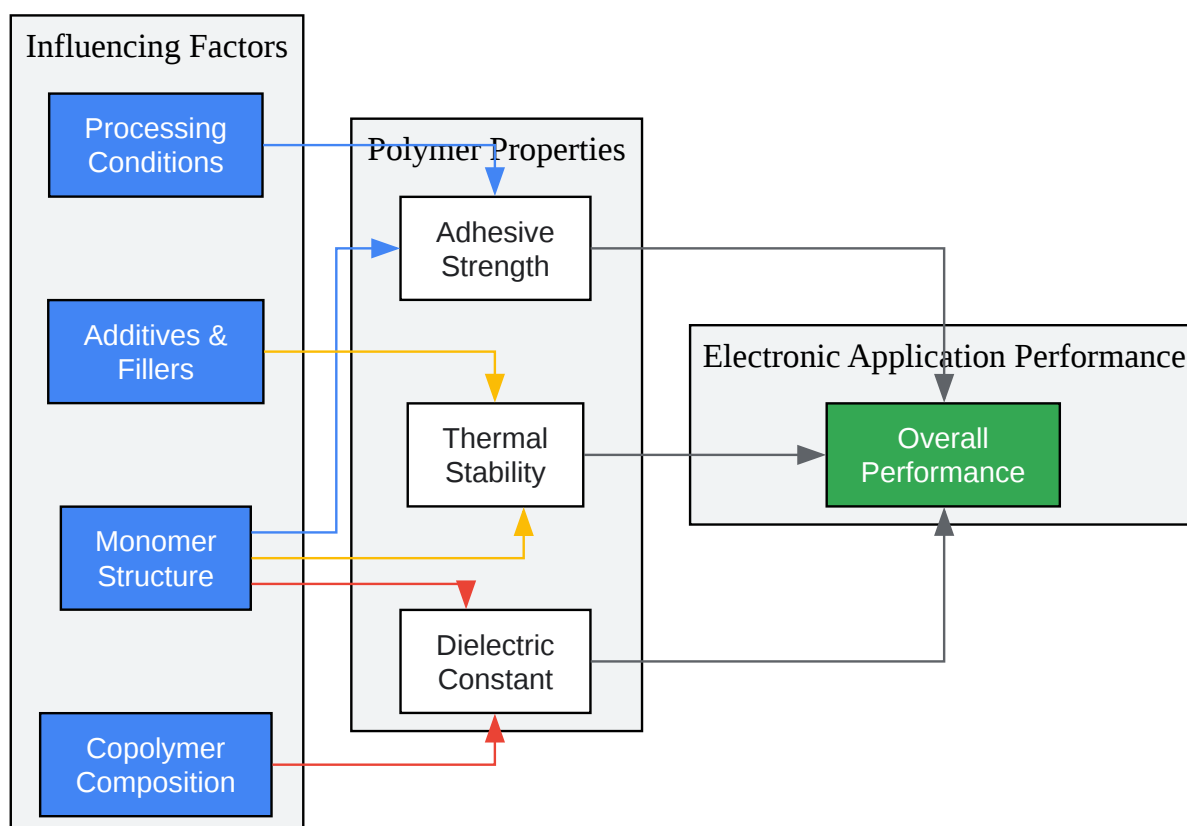 Influencing Factors
Processing
Conditions
Additives &
Fillers
Monomer
Structure
Copolymer
Composition
Polymer Properties
Adhesive
Strength
Thermal
Stability
Dielectric
Constant
Electronic Application Performance
Overall
Performance